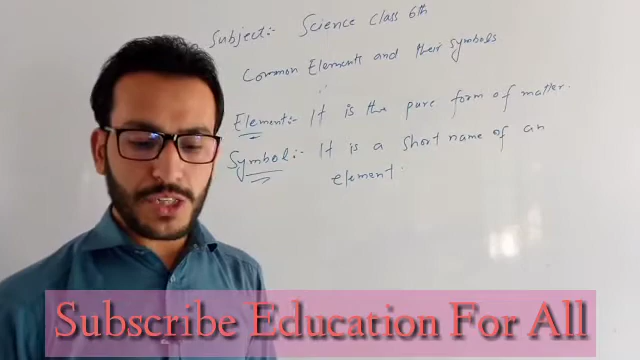 Subject:- Science class 6th
Common Elements and their symbols
Element:- It is the pure form of matter.
Symbol:- It is a short name of an
element.
Subscribe Education For All